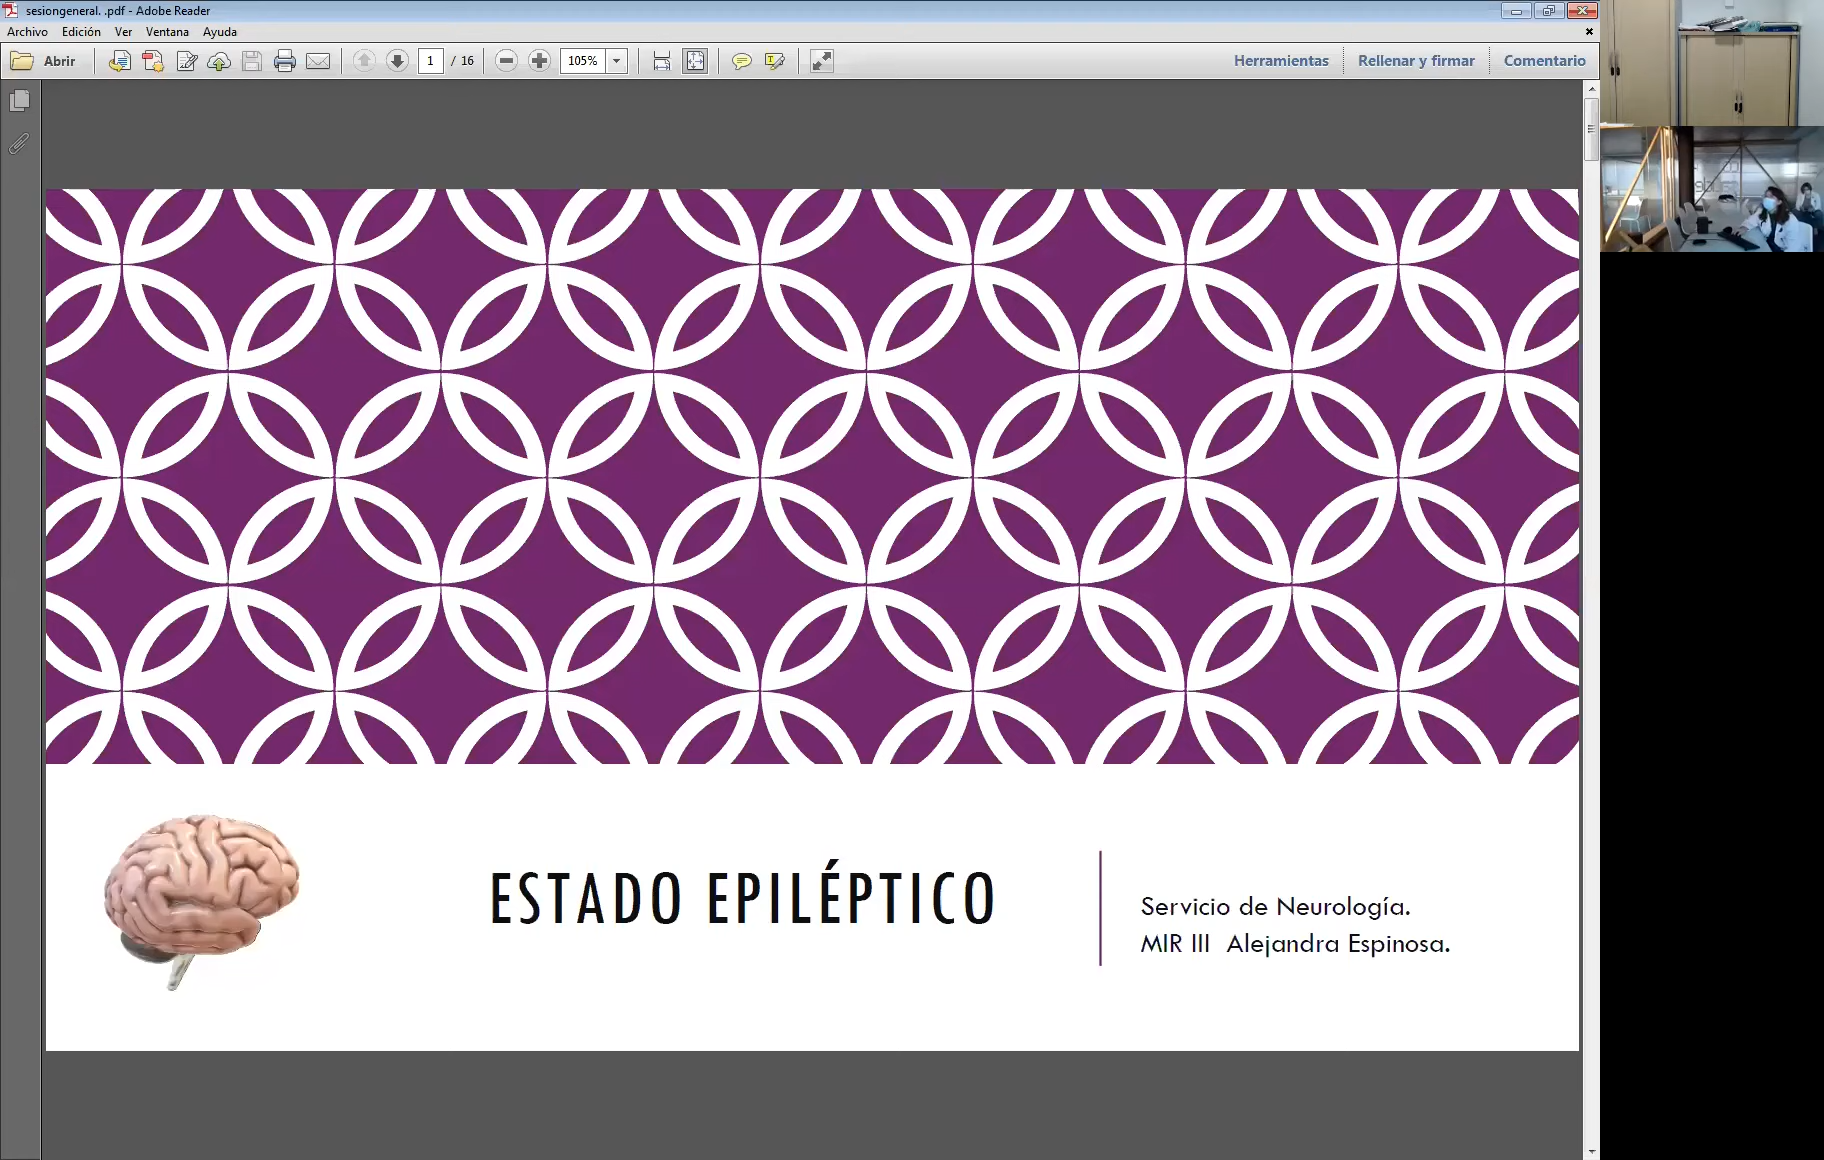 sesiongeneral. .pdf - Adobe Reader
Archivo Edición Ver Ventana Ayuda
Abrir 1 / 16 105% Herramientas Rellenar y firmar Comentario
ESTADO EPILÉPTICO
Servicio de Neurología.
MIR III Alejandra Espinosa.